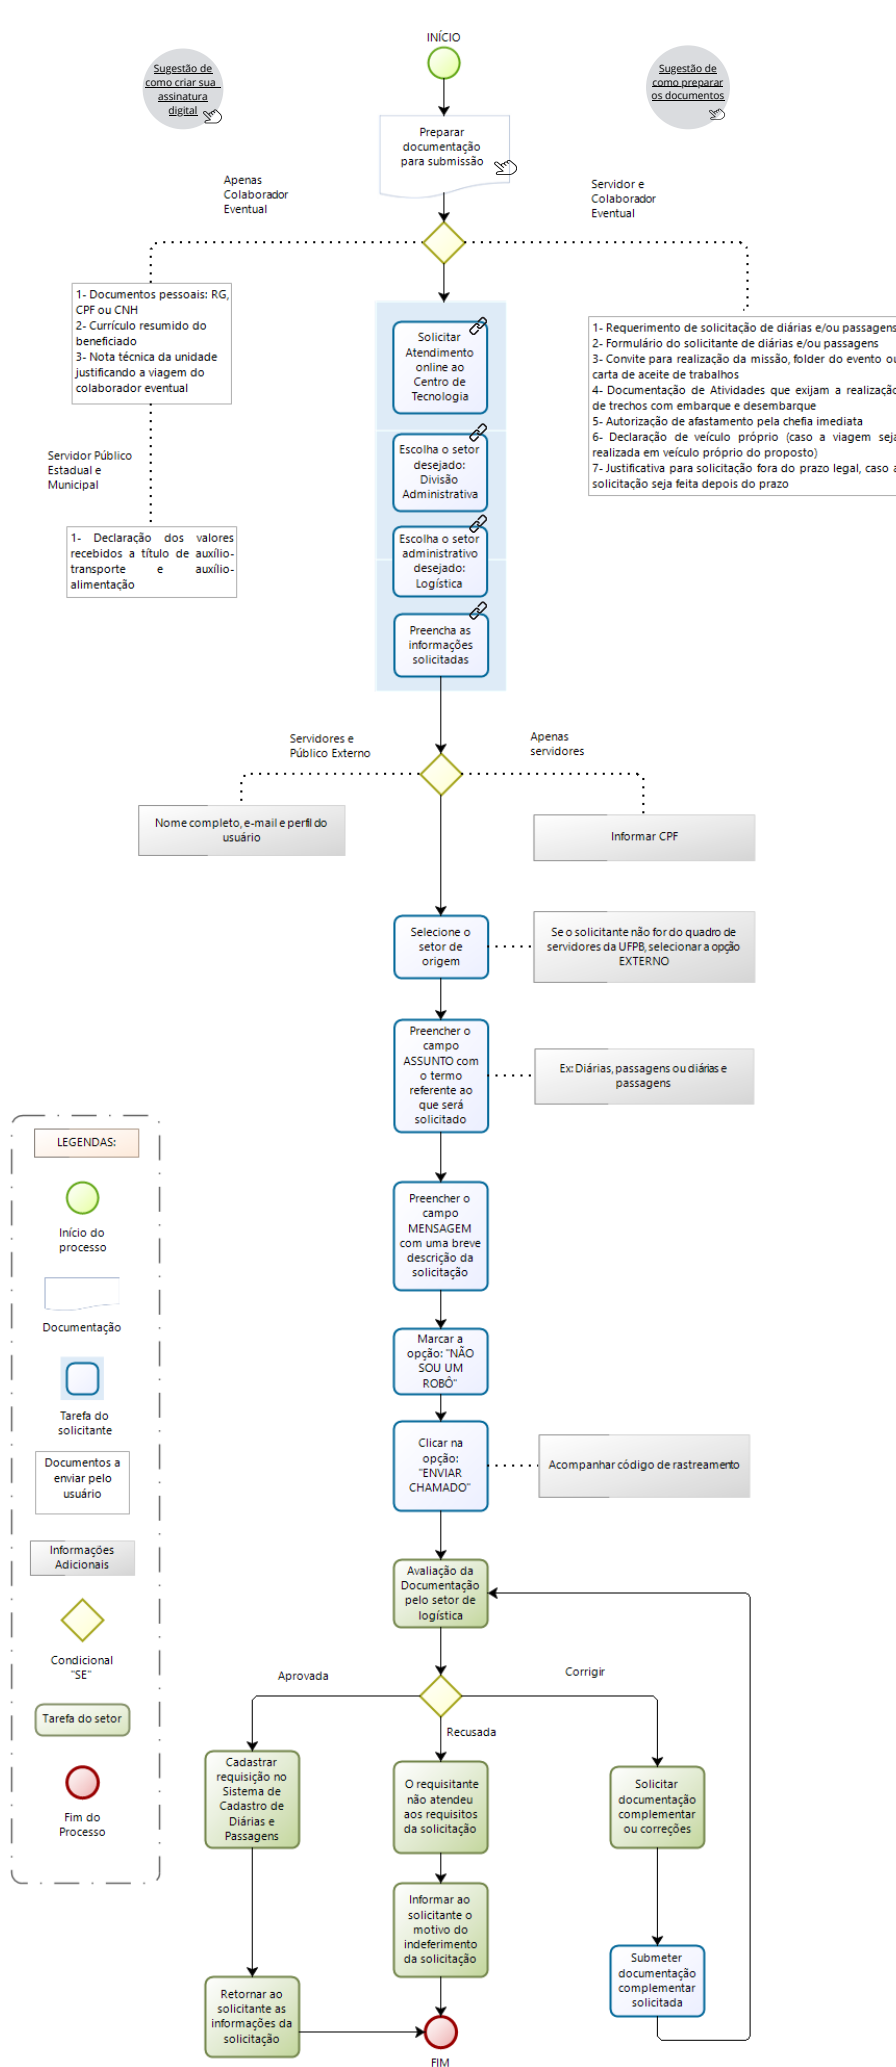 INÍCIO
Sugestão de
como criar sua
assinatura
digital
Sugestão de
como preparar
os documentos
Preparar
documentação
para submissão
Apenas
Colaborador
Eventual
Servidor e
Colaborador
Eventual
1- Documentos pessoais: RG,
CPF ou CNH
2- Currículo resumido do
beneficiado
3- Nota técnica da unidade
justificando a viagem do
colaborador eventual
Servidor Público
Estadual e
Municipal
1- Declaração dos valores
recebidos a título de auxílio-
transporte e auxílio-
alimentação
Solicitar
Atendimento
online ao
Centro de
Tecnologia
Escolha o setor
desejado:
Divisão
Administrativa
Escolha o setor
administrativo
desejado:
Logística
Preencha as
informações
solicitadas
1- Requerimento de solicitação de diárias e/ou passagens
2- Formulário do solicitante de diárias e/ou passagens
3- Convite para realização da missão, folder do evento ou
carta de aceite de trabalhos
4- Documentação de Atividades que exijam a realização
de trechos com embarque e desembarque
5- Autorização de afastamento pela chefia imediata
6- Declaração de veículo próprio (caso a viagem seja
realizada em veículo próprio do proposto)
7- Justificativa para solicitação fora do prazo legal, caso a
solicitação seja feita depois do prazo
Servidores e
Público Externo
Apenas
servidores
Nome completo, e-mail e perfil do
usuário
Informar CPF
Selecione o
setor de
origem
Se o solicitante não for do quadro de
servidores da UFPB, selecionar a opção
EXTERNO
Preencher o
campo
ASSUNTO com
o termo
referente ao
que será
solicitado
Ex: Diárias, passagens ou diárias e
passagens
Preencher o
campo
MENSAGEM
com uma breve
descrição da
solicitação
Marcar a
opção: "NÃO
SOU UM
ROBÔ"
Clicar na
opção:
"ENVIAR
CHAMADO"
Acompanhar código de rastreamento
Avaliação da
Documentação
pelo setor de
logística
Aprovada
Recusada
Corrigir
Cadastrar
requisição no
Sistema de
Cadastro de
Diárias e
Passagens
O requisitante
não atendeu
aos requisitos
da solicitação
Solicitar
documentação
complementar
ou correções
Informar ao
solicitante o
motivo do
indeferimento
da solicitação
Retornar ao
solicitante as
informações da
solicitação
Submeter
documentação
complementar
solicitada
FIM
LEGENDAS:
Início do
processo
Documentação
Tarefa do
solicitante
Documentos a
enviar pelo
usuário
Informações
Adicionais
Condicional
"SE"
Tarefa do setor
Fim do
Processo